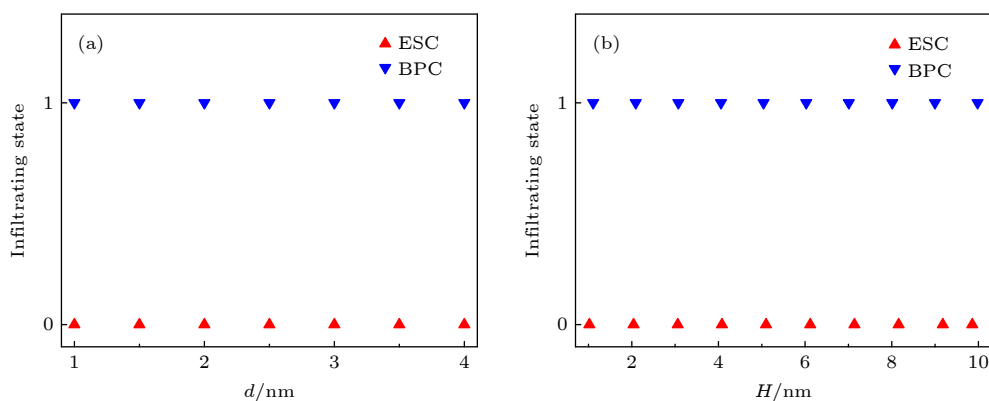 (a)
ESC
BPC
Infiltrating state
1
0
1 2 3 4
d/nm
(b)
ESC
BPC
Infiltrating state
1
0
2 4 6 8 10
H/nm